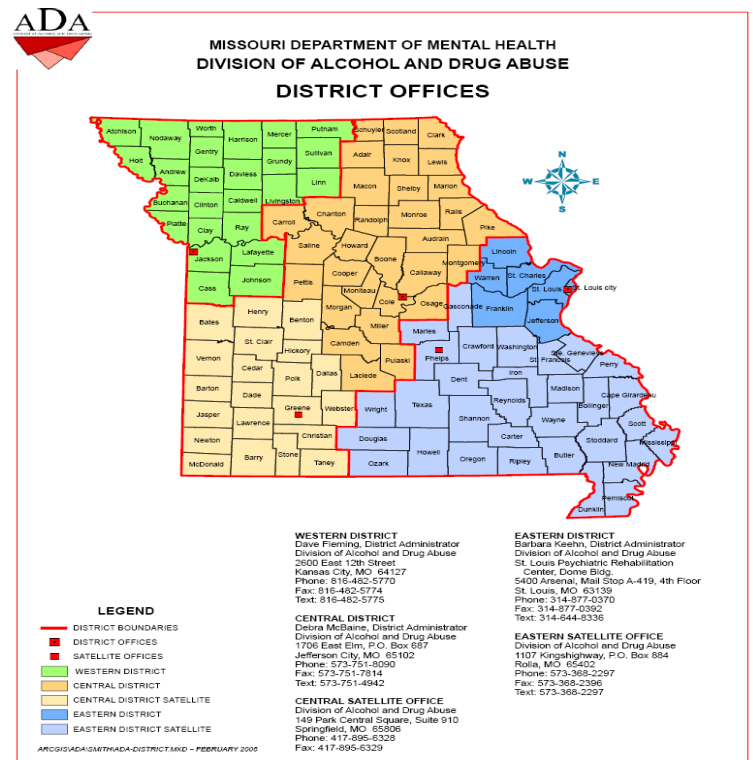 ADA
MISSOURI DEPARTMENT OF MENTAL HEALTH
DIVISION OF ALCOHOL AND DRUG ABUSE
DISTRICT OFFICES
N
W E
S
Atchison
Nodaway
Worth
Harrison
Mercer
Putnam
Schuyler
Scotland
Clark
Holt
Gentry
Grundy
Sullivan
Adair
Knox
Lewis
Andrew
DeKalb
Daviess
Linn
Macon
Shelby
Marion
Buchanan
Clinton
Caldwell
Livingston
Chariton
Randolph
Monroe
Ralls
Pike
Platte
Clay
Ray
Carroll
Saline
Howard
Boone
Audrain
Jackson
Lafayette
Cooper
Callaway
Montgomery
Lincoln
Cass
Johnson
Pettis
Moniteau
Cole
Osage
Warren
St. Charles
St. Louis
St. Louis city
Gasconade
Franklin
Jefferson
Bates
Henry
Benton
Morgan
Miller
Maries
St. Clair
Hickory
Camden
Pulaski
Phelps
Crawford
Washington
Ste. Genevieve
Vernon
Cedar
Polk
Dallas
Laclede
Dent
Iron
St. Francois
Perry
Barton
Dade
Greene
Webster
Wright
Texas
Reynolds
Madison
Bollinger
Cape Girardeau
Jasper
Lawrence
Christian
Douglas
Shannon
Wayne
Scott
Newton
Stone
Howell
Carter
Stoddard
Mississippi
McDonald
Barry
Taney
Ozark
Oregon
Ripley
Butler
New Madrid
Pemiscot
Dunklin
WESTERN DISTRICT
Dave Fleming, District Administrator
Division of Alcohol and Drug Abuse
2600 East 12th Street
Kansas City, MO 64127
Phone: 816-482-5770
Fax: 816-482-5774
Text: 816-482-5775
CENTRAL DISTRICT
Debra McBaine, District Administrator
Division of Alcohol and Drug Abuse
1706 East Elm, P.O. Box 687
Jefferson City, MO 65102
Phone: 573-751-8090
Fax: 573-751-7814
Text: 573-751-4942
CENTRAL SATELLITE OFFICE
Division of Alcohol and Drug Abuse
149 Park Central Square, Suite 910
Springfield, MO 65806
Phone: 417-895-6328
Fax: 417-895-6329
EASTERN DISTRICT
Barbara Keehn, District Administrator
Division of Alcohol and Drug Abuse
St. Louis Psychiatric Rehabilitation
Center, Dome Bldg.
5400 Arsenal, Mail Stop A-419, 4th Floor
St. Louis, MO 63139
Phone: 314-877-0370
Fax: 314-877-0392
Text: 314-644-8336
EASTERN SATELLITE OFFICE
Division of Alcohol and Drug Abuse
1107 Kingshighway, P.O. Box 884
Rolla, MO 65402
Phone: 573-368-2297
Fax: 573-368-2396
Text: 573-368-2297
LEGEND
DISTRICT BOUNDARIES
DISTRICT OFFICES
SATELLITE OFFICES
WESTERN DISTRICT
CENTRAL DISTRICT
CENTRAL DISTRICT SATELLITE
EASTERN DISTRICT
EASTERN DISTRICT SATELLITE
ARCGIS\ADA\SMITH\ADA-DISTRICT.MXD – FEBRUARY 2006